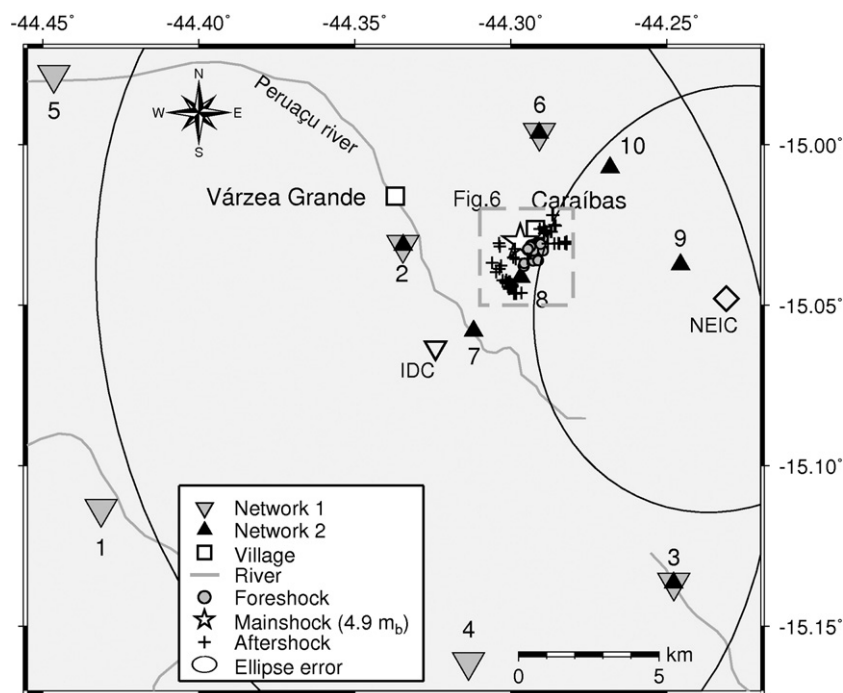 -44.45˚ -44.40˚ -44.35˚ -44.30˚ -44.25˚
5
N
W E
S
Peruaçu river
6
10
-15.00˚
Várzea Grande
Fig.6 Caraíbas
2
9
8
-15.05˚
NEIC
7
IDC
-15.10˚
1
Network 1
Network 2
Village
River
Foreshock
Mainshock (4.9 mb)
Aftershock
Ellipse error
3
4
-15.15˚
km
0 5